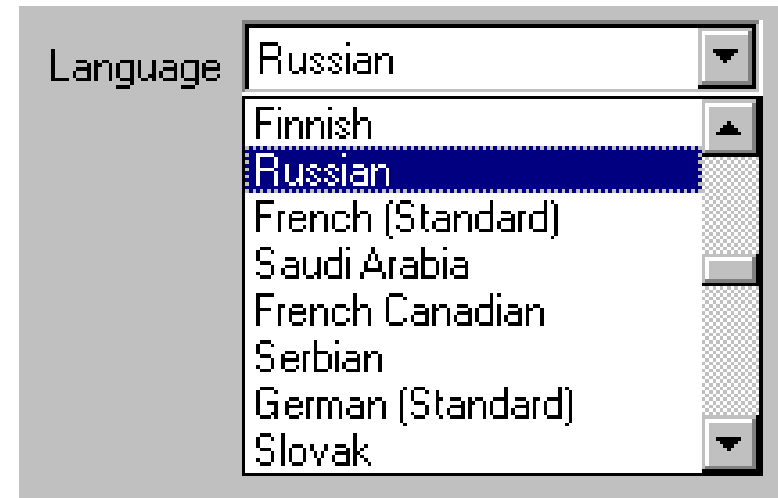 Language Russian
Finnish
Russian
French (Standard)
Saudi Arabia
French Canadian
Serbian
German (Standard)
Slovak